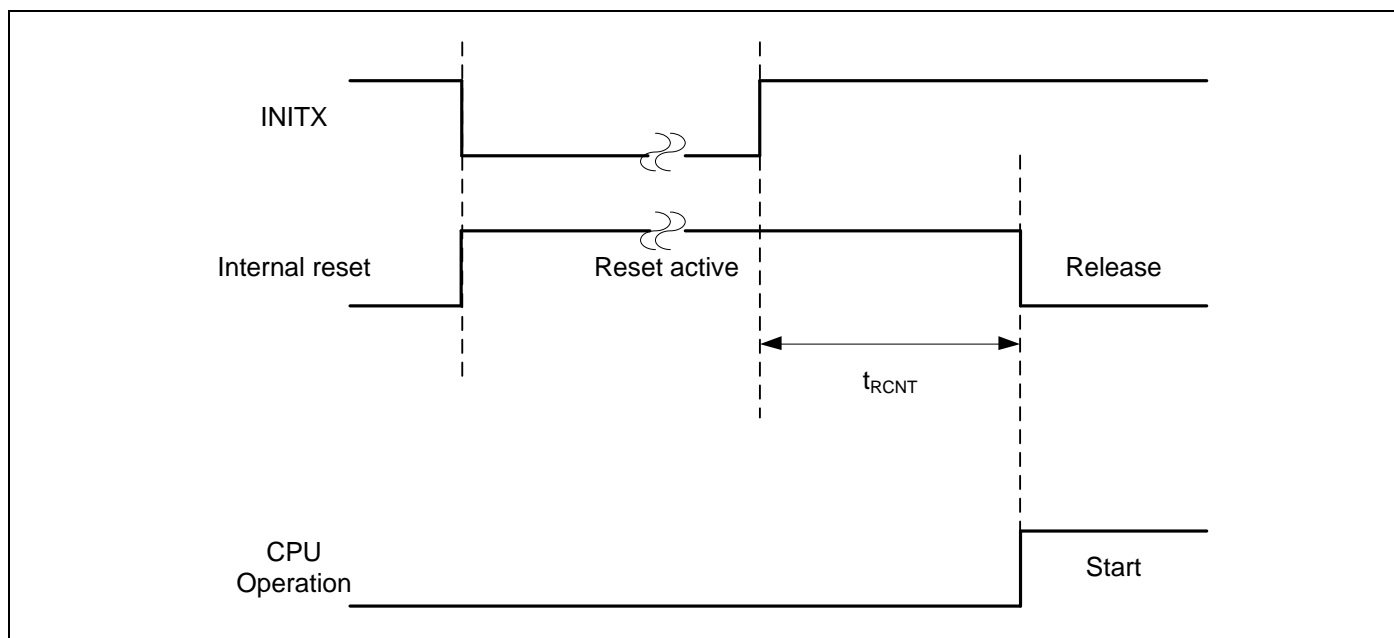 INITX
Internal reset
Reset active
Release
tRCNT
CPU
Operation
Start